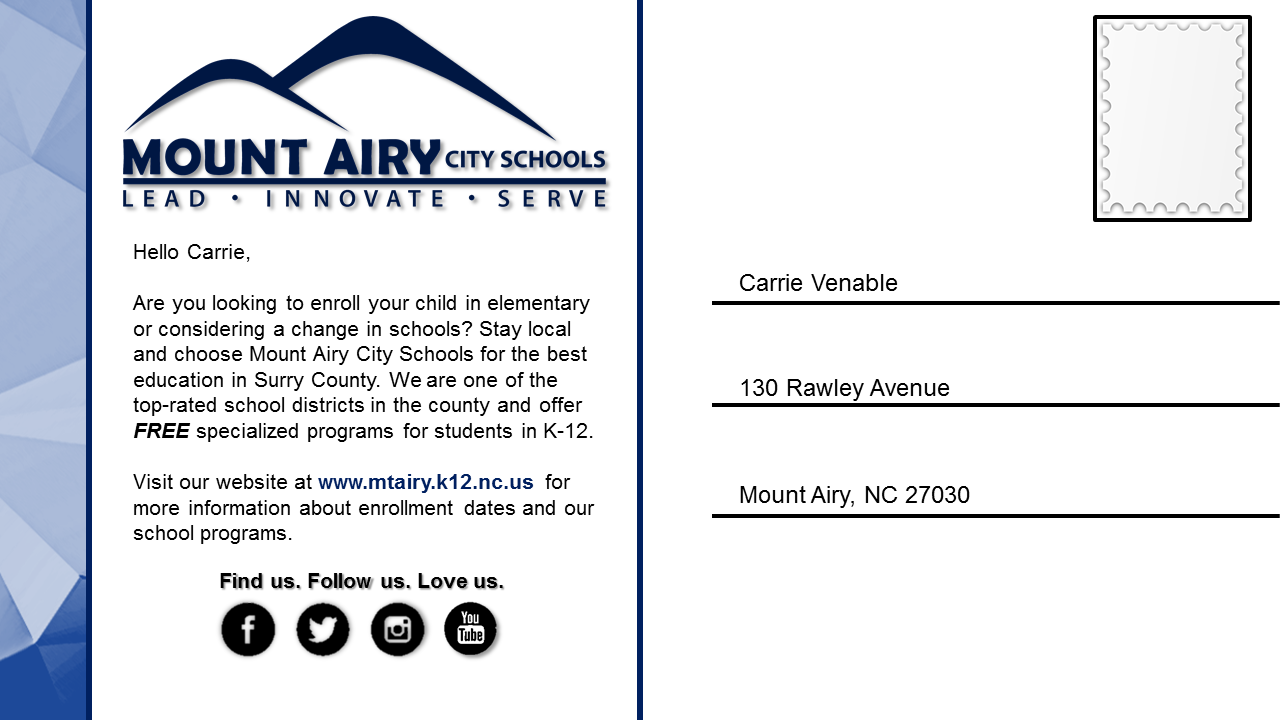 MOUNT AIRY CITY SCHOOLS
LEAD • INNOVATE • SERVE
Hello Carrie,
Are you looking to enroll your child in elementary
or considering a change in schools? Stay local
and choose Mount Airy City Schools for the best
education in Surry County. We are one of the
top-rated school districts in the county and offer
FREE specialized programs for students in K-12.
Visit our website at www.mtairy.k12.nc.us for
more information about enrollment dates and our
school programs.
Find us. Follow us. Love us.
f
You
Tube
Carrie Venable
130 Rawley Avenue
Mount Airy, NC 27030